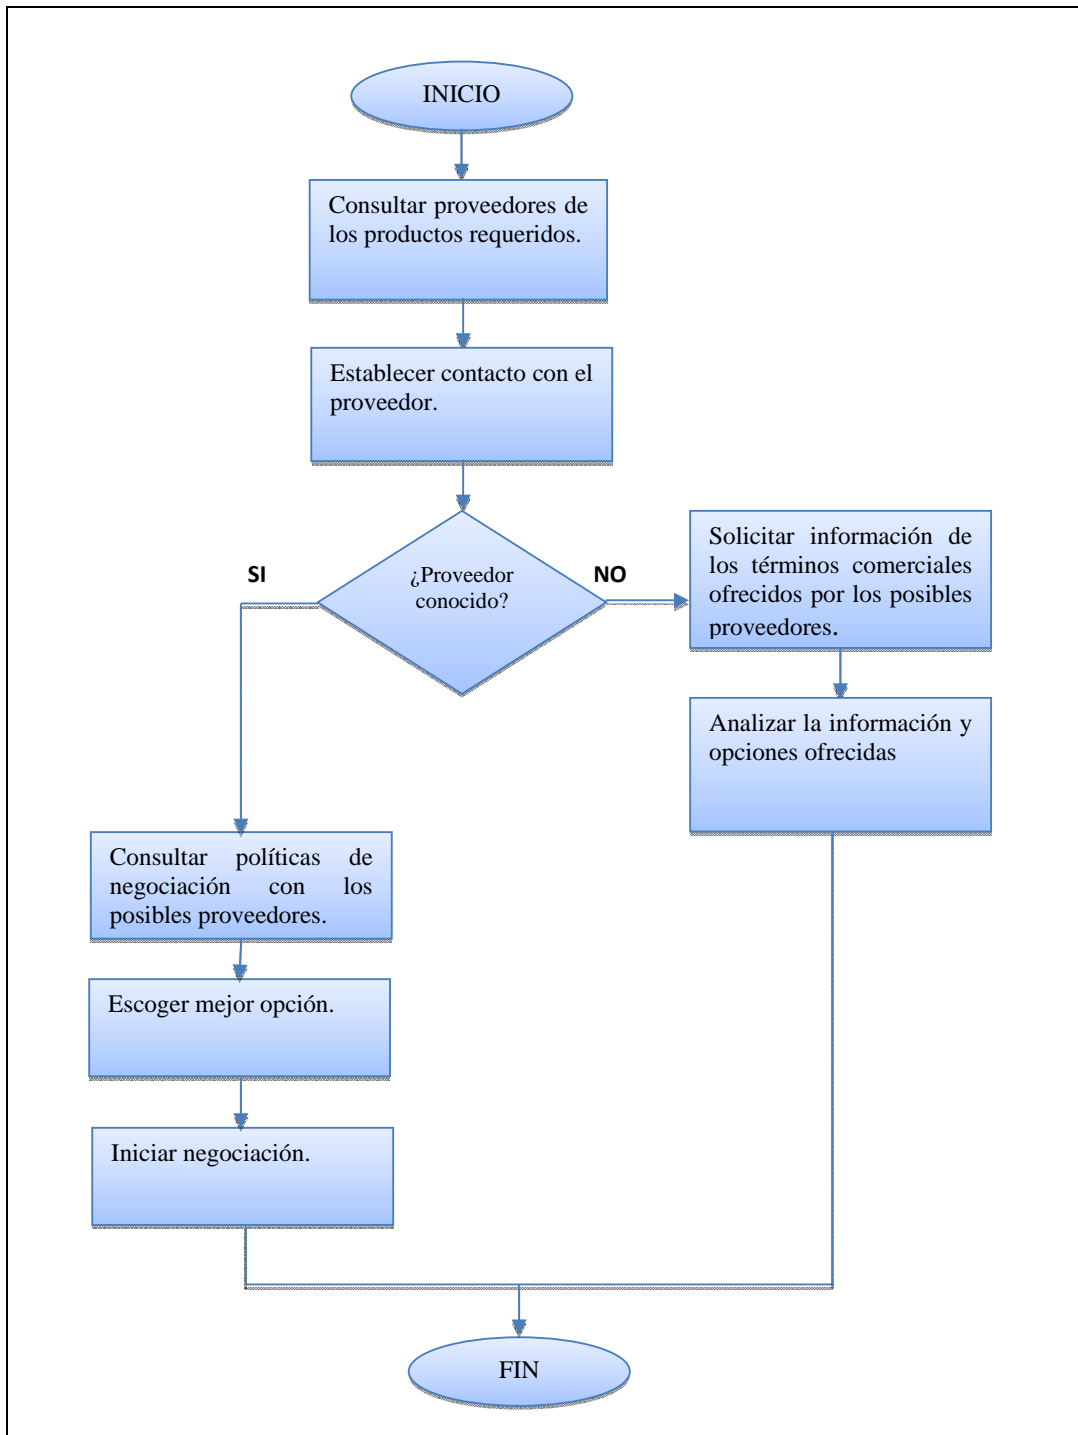 INICIO
Consultar proveedores de
los productos requeridos.
Establecer contacto con el
proveedor.
SI
¿Proveedor
conocido?
NO
Solicitar información de
los términos comerciales
ofrecidos por los posibles
proveedores.
Analizar la información y
opciones ofrecidas
Consultar políticas de
negociación con los
posibles proveedores.
Escoger mejor opción.
Iniciar negociación.
FIN